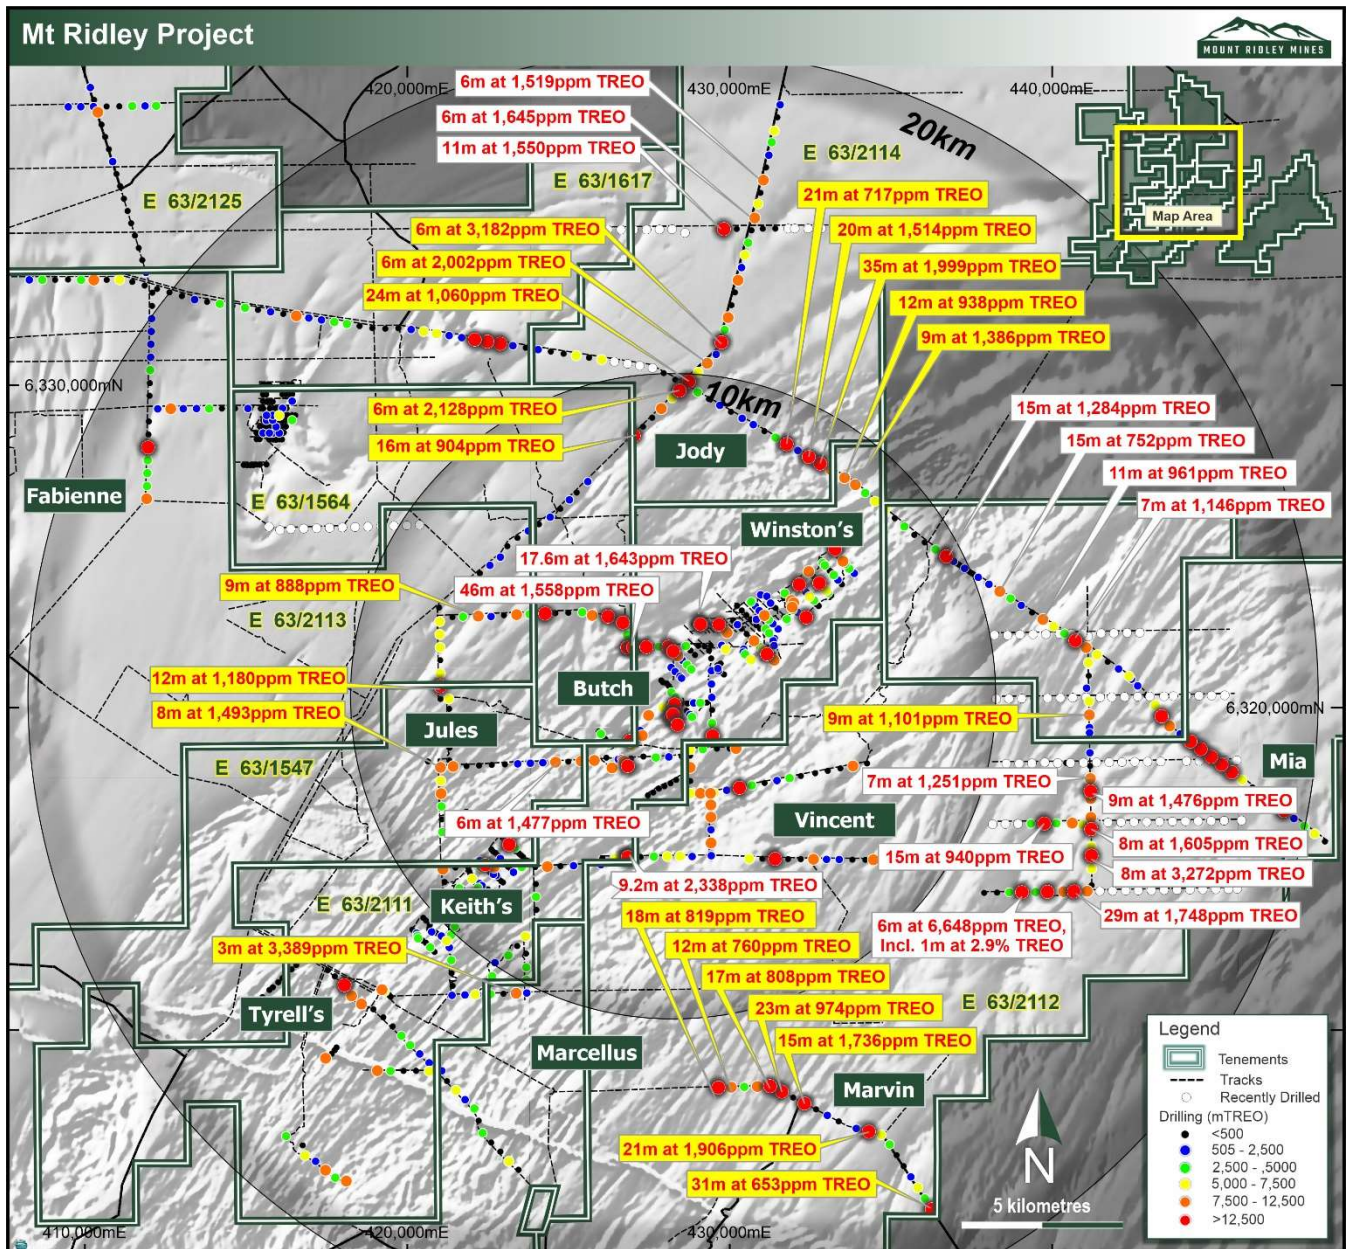 Mt Ridley Project
MOUNT RIDLEY MINES
420,000mE
430,000mE
440,000mE
6m at 1,519ppm TREO
6m at 1,645ppm TREO
11m at 1,550ppm TREO
20km
E 63/2114
E 63/1617
E 63/2125
Map Area
21m at 717ppm TREO
6m at 3,182ppm TREO
20m at 1,514ppm TREO
6m at 2,002ppm TREO
35m at 1,999ppm TREO
24m at 1,060ppm TREO
12m at 938ppm TREO
9m at 1,386ppm TREO
6,330,000mN
10km
6m at 2,128ppm TREO
15m at 1,284ppm TREO
16m at 904ppm TREO
15m at 752ppm TREO
Jody
11m at 961ppm TREO
Fabienne
E 63/1564
7m at 1,146ppm TREO
Winston's
17.6m at 1,643ppm TREO
9m at 888ppm TREO
46m at 1,558ppm TREO
E 63/2113
12m at 1,180ppm TREO
Butch
8m at 1,493ppm TREO
Jules
9m at 1,101ppm TREO
6,320,000mN
E 63/1547
Mia
7m at 1,251ppm TREO
9m at 1,476ppm TREO
6m at 1,477ppm TREO
Vincent
8m at 1,605ppm TREO
15m at 940ppm TREO
8m at 3,272ppm TREO
9.2m at 2,338ppm TREO
E 63/2111
Keith's
18m at 819ppm TREO
6m at 6,648ppm TREO,
Incl. 1m at 2.9% TREO
29m at 1,748ppm TREO
3m at 3,389ppm TREO
12m at 760ppm TREO
17m at 808ppm TREO
E 63/2112
Tyrell's
23m at 974ppm TREO
15m at 1,736ppm TREO
Marcellus
Marvin
21m at 1,906ppm TREO
31m at 653ppm TREO
Legend
Tenements
Tracks
Recently Drilled
Drilling (mTREO)
<500
505 - 2,500
2,500 - ,5000
5,000 - 7,500
7,500 - 12,500
>12,500
N
5 kilometres
410,000mE
420,000mE
430,000mE